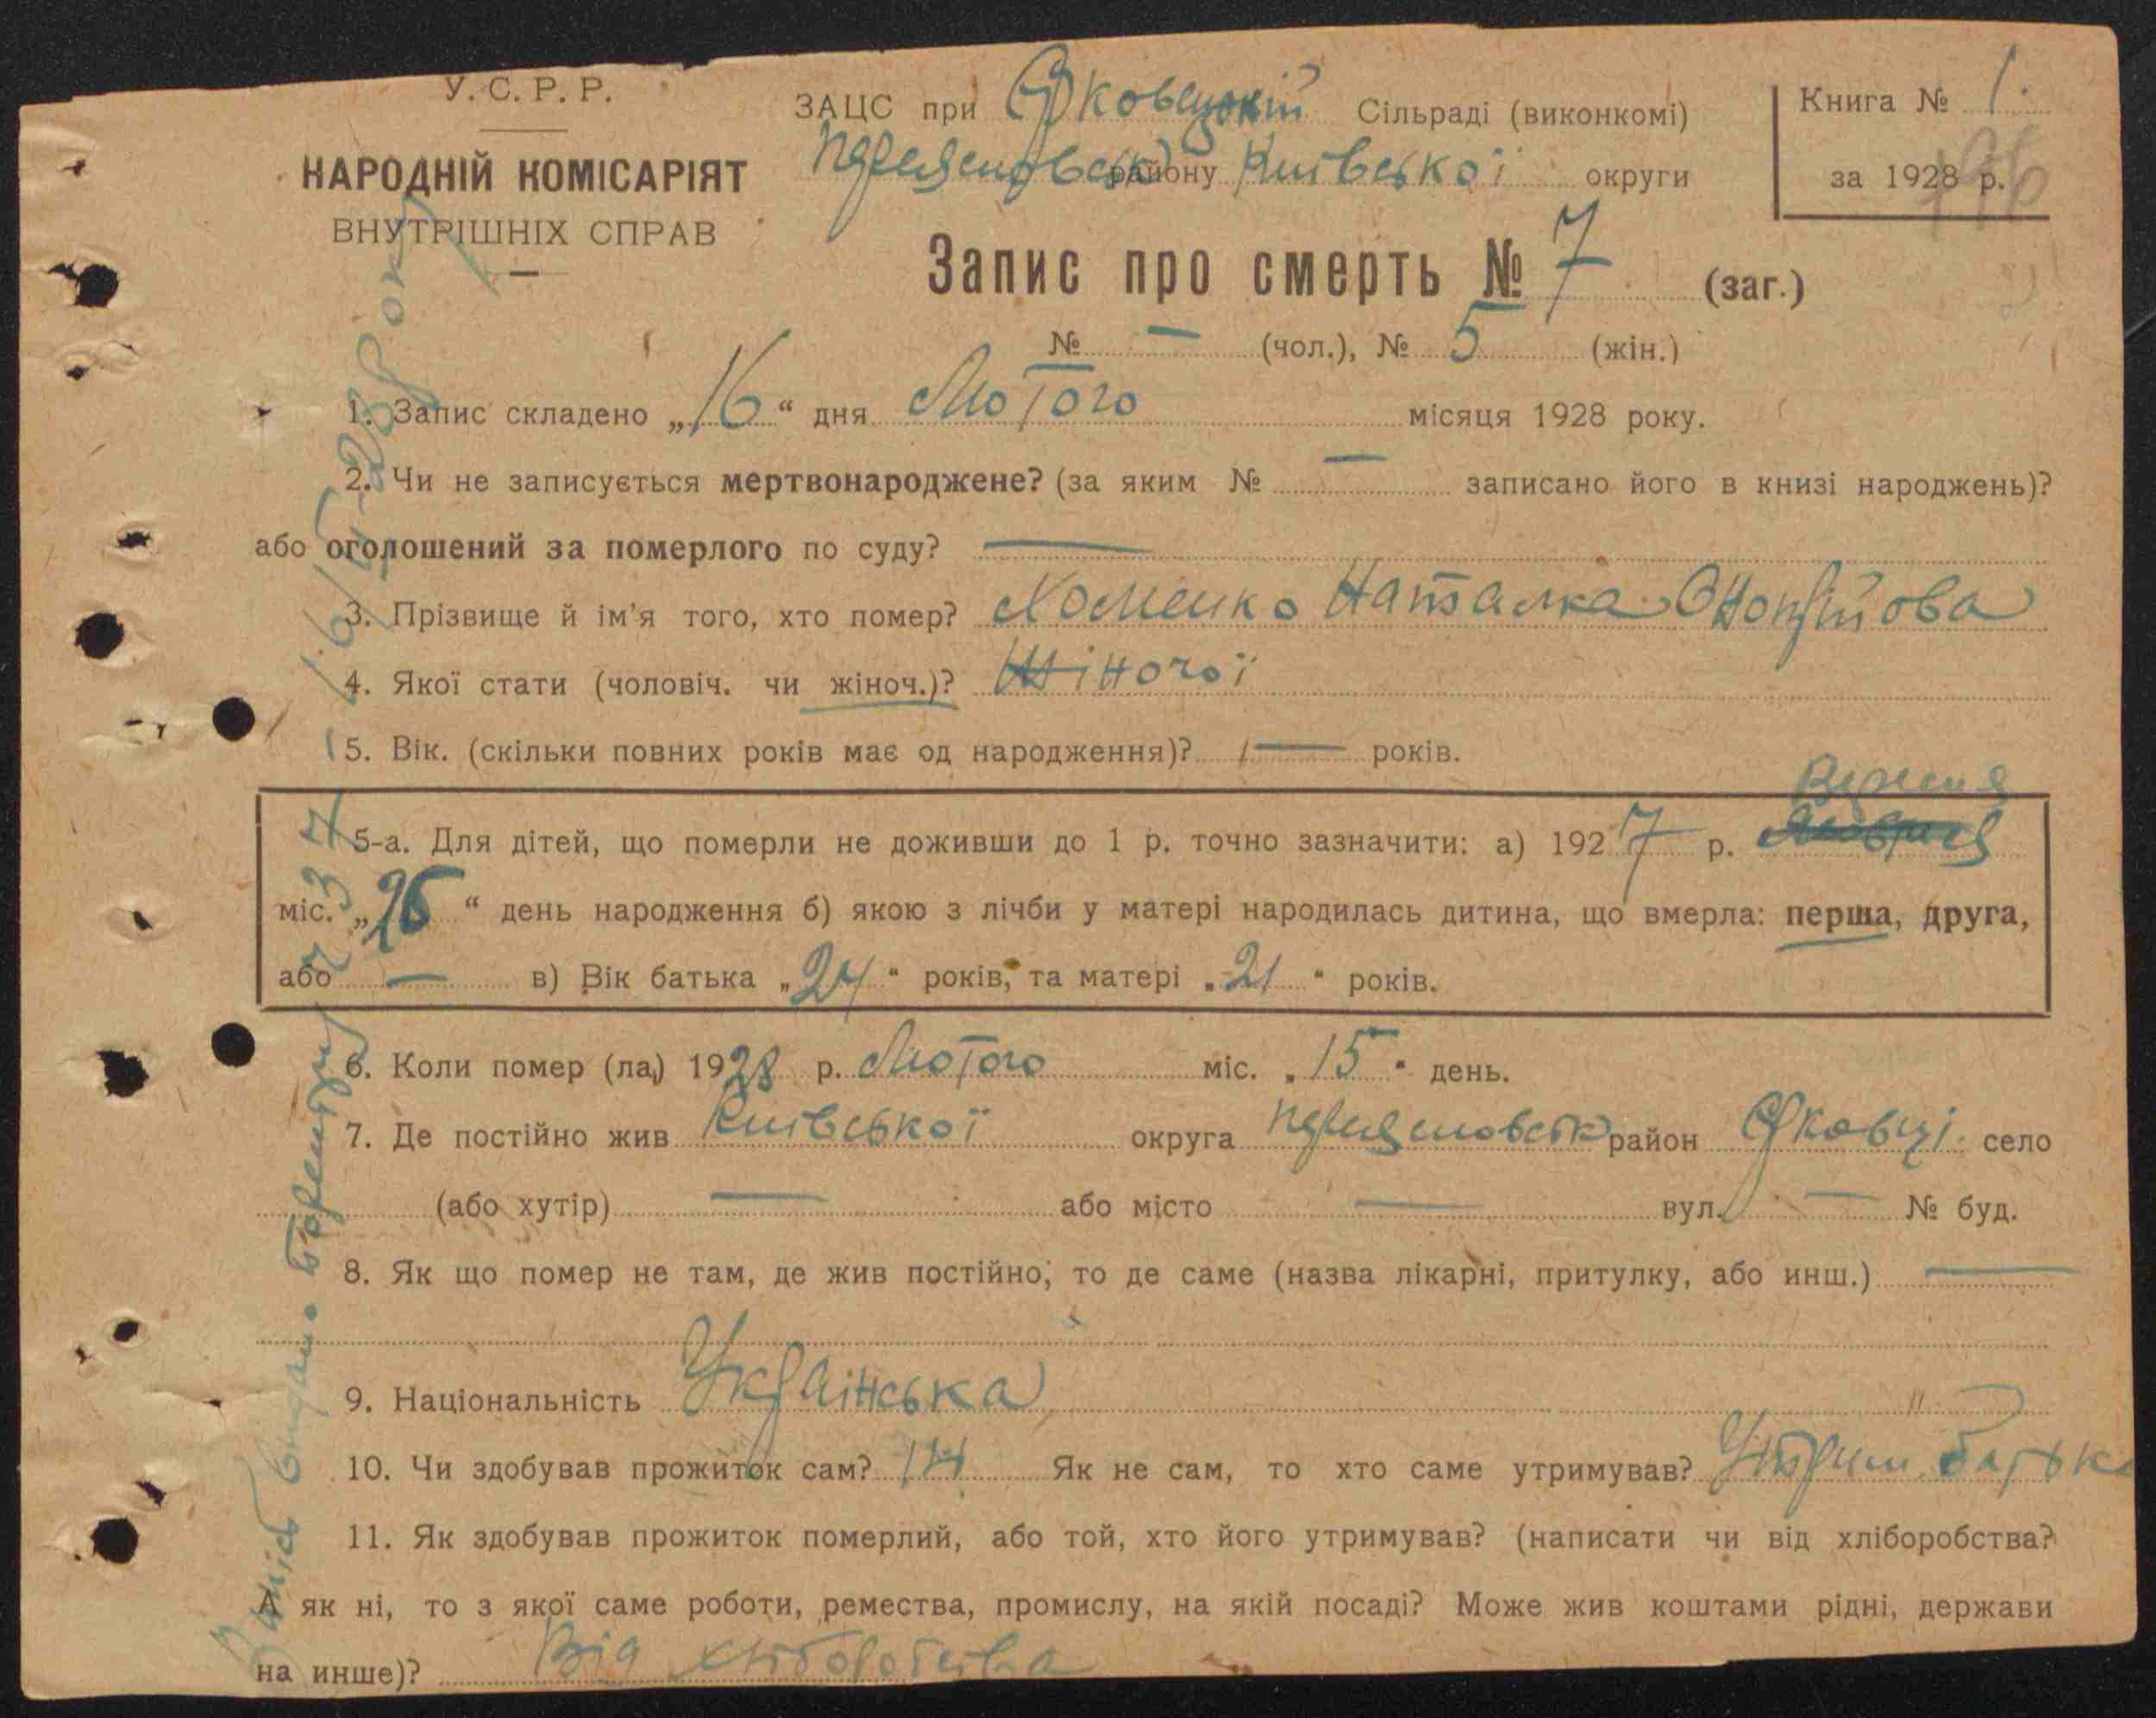 У. С. Р. Р.
НАРОДНІЙ КОМІСАРІЯТ
ВНУТРІШНІХ СПРАВ
ЗАЦС при Єрковецькій Сільраді (виконкомі)
району Київської округи
Книга № 1.
за 1928 р.
Запис про смерть № 7 (заг.)
№ — (чол.), № 5 (жін.)
1. Запис складено „16“ дня Лютого місяця 1928 року.
2. Чи не записується мертвонароджене? (за яким № — записано його в книзі народжень)?
або оголошений за померлого по суду? —
3. Прізвище й ім'я того, хто помер? Хоменко Наталка
4. Якої стати (чоловіч. чи жіноч.)? Жіночої
5. Вік. (скільки повних років має од народження)? — років.
5-а. Для дітей, що померли не доживши до 1 р. точно зазначити: а) 1927 р.
міс. „26“ день народження б) якою з лічби у матері народилась дитина, що вмерла: перша, друга,
або — в) Вік батька „24“ років, та матері „21“ років.
6. Коли помер (ла) 1928 р. Лютого міс. „15“ день.
7. Де постійно жив Київської округа район Єрковці село
(або хутір) — або місто — вул. — № буд.
8. Як що помер не там, де жив постійно, то де саме (назва лікарні, притулку, або инш.) —
9. Національність Українська
10. Чи здобував прожиток сам? Ні Як не сам, то хто саме утримував? Утрим. батька
11. Як здобував прожиток померлий, або той, хто його утримував? (написати чи від хліборобства?
А як ні, то з якої саме роботи, ремества, промислу, на якій посаді? Може жив коштами рідні, держави
на инше)? Від хліборобства